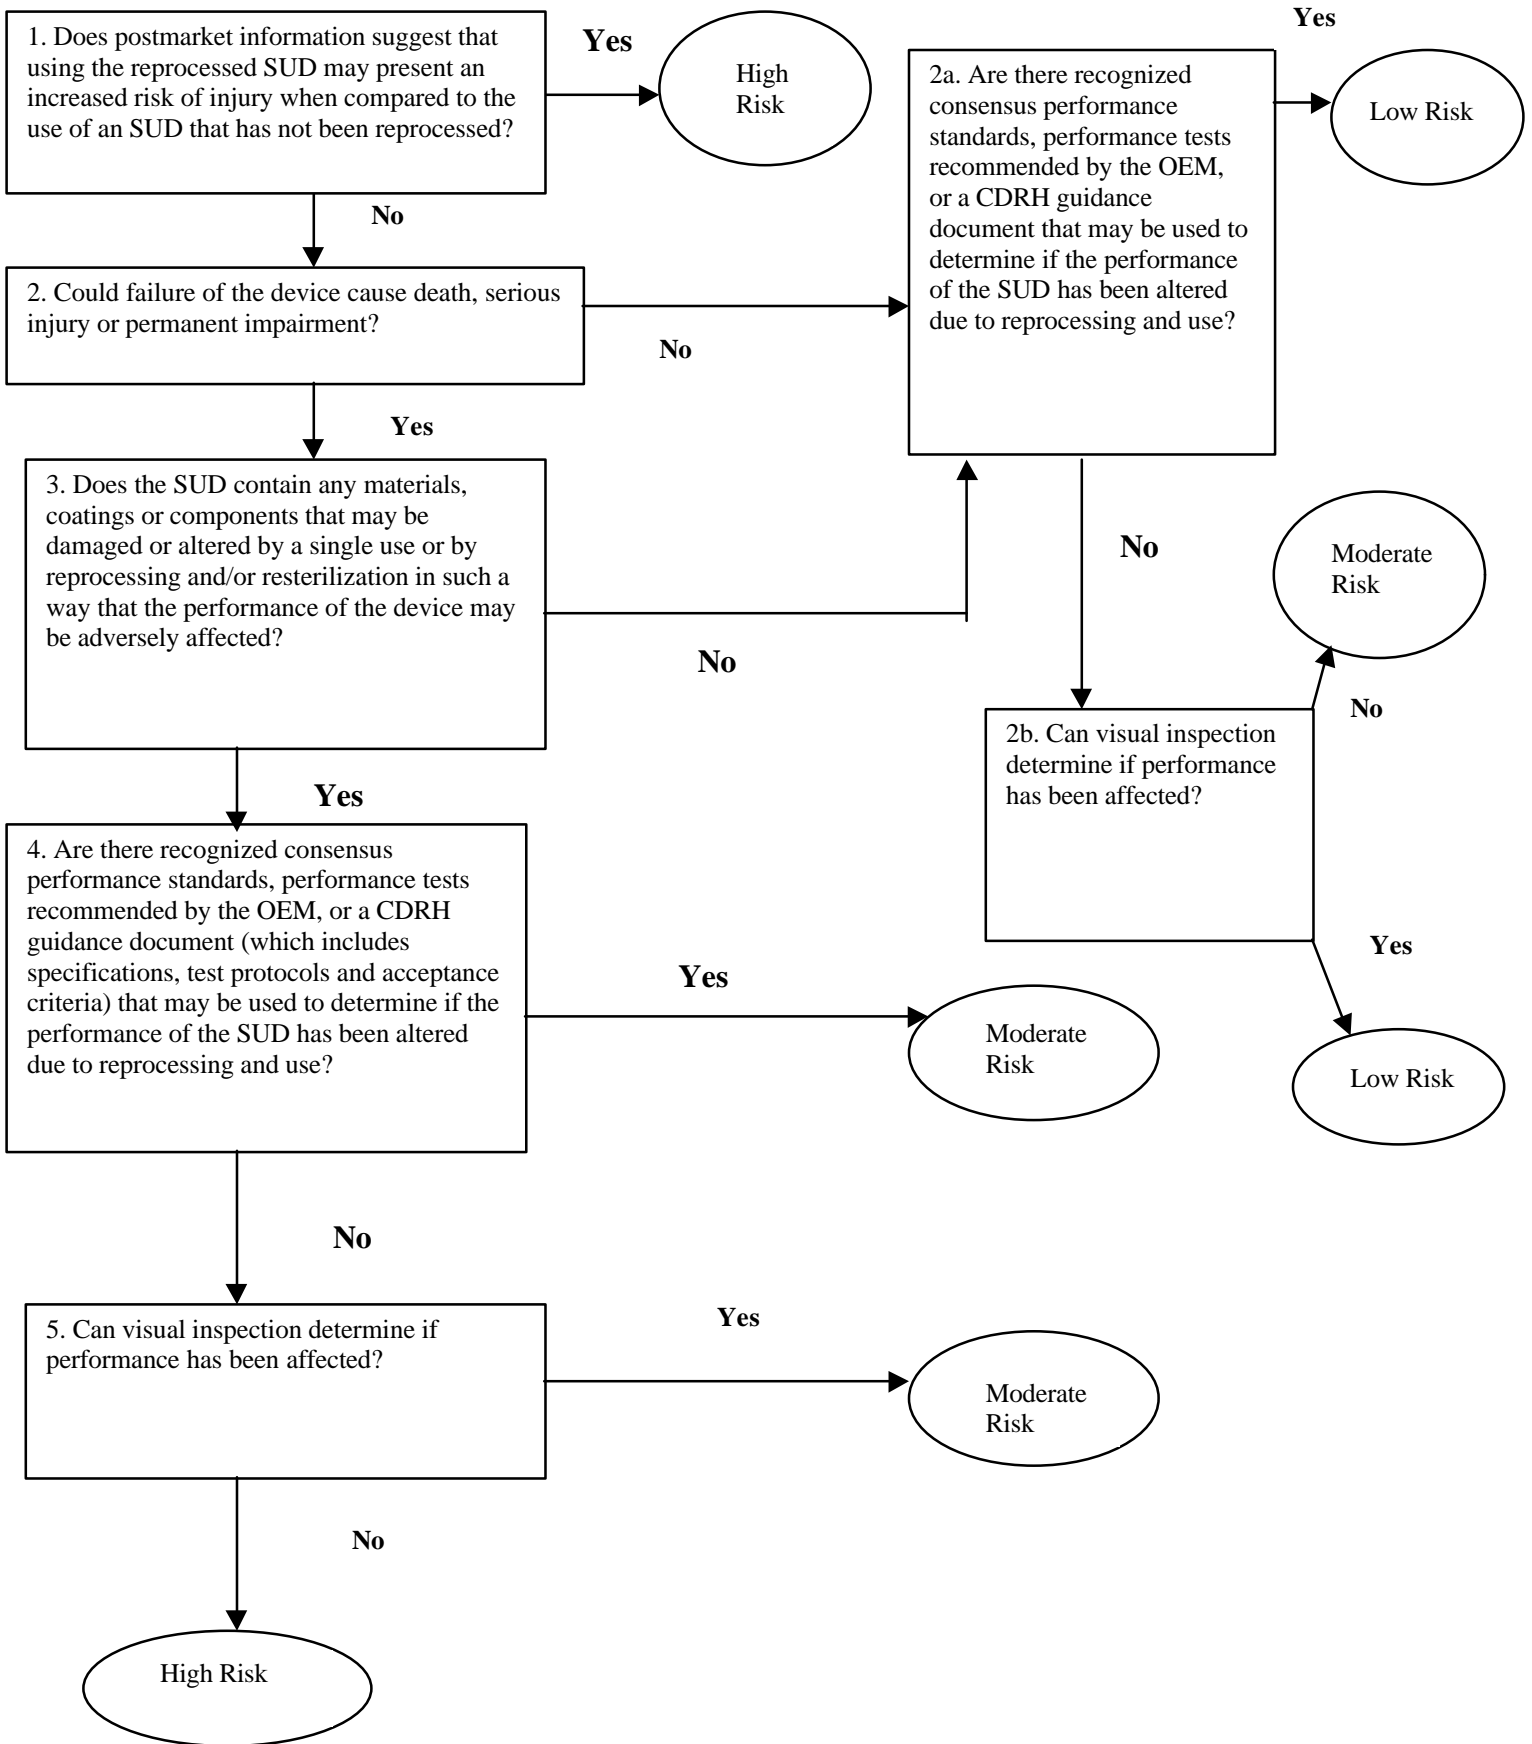 1. Does postmarket information suggest that
using the reprocessed SUD may present an
increased risk of injury when compared to the
use of an SUD that has not been reprocessed?
Yes
High
Risk
No
2. Could failure of the device cause death, serious
injury or permanent impairment?
No
Yes
2a. Are there recognized
consensus performance
standards, performance tests
recommended by the OEM,
or a CDRH guidance
document that may be used to
determine if the performance
of the SUD has been altered
due to reprocessing and use?
Yes
Low Risk
No
3. Does the SUD contain any materials,
coatings or components that may be
damaged or altered by a single use or by
reprocessing and/or resterilization in such a
way that the performance of the device may
be adversely affected?
No
Yes
2b. Can visual inspection
determine if performance
has been affected?
Moderate
Risk
No
Yes
Low Risk
4. Are there recognized consensus
performance standards, performance tests
recommended by the OEM, or a CDRH
guidance document (which includes
specifications, test protocols and acceptance
criteria) that may be used to determine if the
performance of the SUD has been altered
due to reprocessing and use?
Yes
Moderate
Risk
No
5. Can visual inspection determine if
performance has been affected?
Yes
Moderate
Risk
No
High Risk